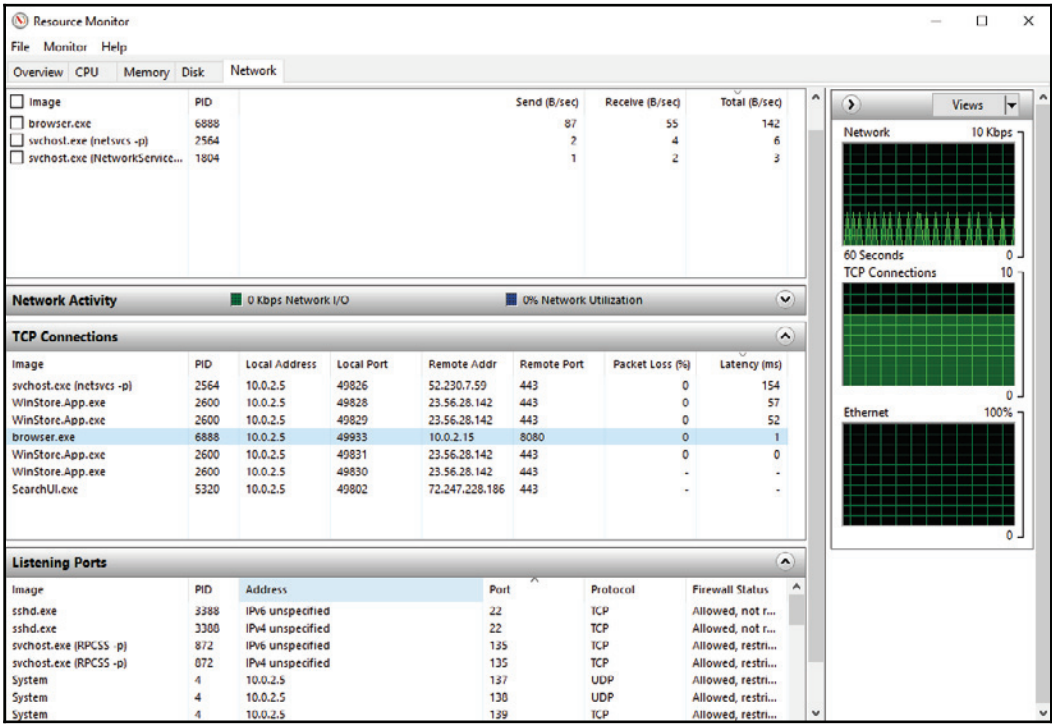 Resource Monitor
File Monitor Help
Overview CPU Memory Disk Network
Image PID Send (B/sec) Receive (B/sec) Total (B/sec)
browser.exe 6888 87 55 142
svchost.exe (netsvcs -p) 2564 2 4 6
svchost.exe (NetworkService... 1804 1 2 3
Network Activity 0 Kbps Network I/O 0% Network Utilization
TCP Connections
Image PID Local Address Local Port Remote Addr Remote Port Packet Loss (%) Latency (ms)
svchost.exe (netsvcs -p) 2564 10.0.2.5 49826 52.230.7.59 443 0 154
WinStore.App.exe 2600 10.0.2.5 49828 23.56.28.142 443 0 57
WinStore.App.exe 2600 10.0.2.5 49829 23.56.28.142 443 0 52
browser.exe 6888 10.0.2.5 49933 10.0.2.15 8080 0 1
WinStore.App.exe 2600 10.0.2.5 49831 23.56.28.142 443 0 0
WinStore.App.exe 2600 10.0.2.5 49830 23.56.28.142 443 - -
SearchUI.exe 5320 10.0.2.5 49802 72.247.228.186 443 - -
Listening Ports
Image PID Address Port Protocol Firewall Status
sshd.exe 3388 IPv6 unspecified 22 TCP Allowed, not r...
sshd.exe 3388 IPv4 unspecified 22 TCP Allowed, not r...
svchost.exe (RPCSS -p) 872 IPv6 unspecified 135 TCP Allowed, restri...
svchost.exe (RPCSS -p) 872 IPv4 unspecified 135 TCP Allowed, restri...
System 4 10.0.2.5 137 UDP Allowed, restri...
System 4 10.0.2.5 138 UDP Allowed, restri...
System 4 10.0.2.5 139 TCP Allowed, restri...
Views
Network 10 Kbps
60 Seconds 0
TCP Connections 10
0
Ethernet 100%
0